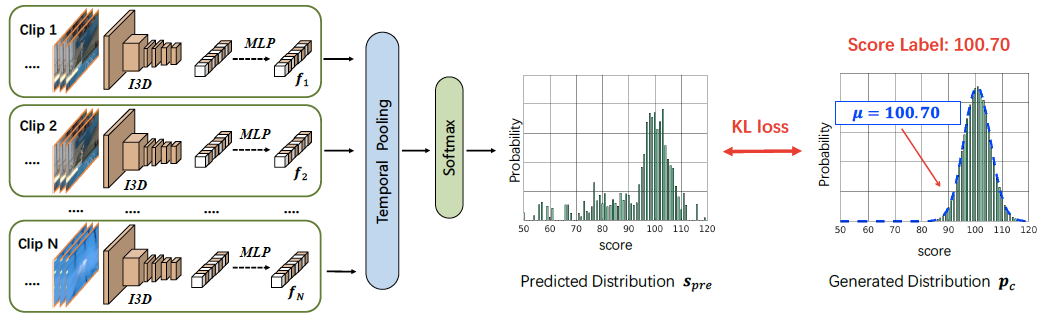 Clip 1
....
I3D
MLP
f1
Clip 2
....
I3D
MLP
f2
....
....
....
....
Clip N
....
I3D
MLP
fN
Temporal Pooling
Softmax
Probability
50 60 70 80 90 100 110 120
score
Predicted Distribution spre
KL loss
Score Label: 100.70
μ = 100.70
Probability
50 60 70 80 90 100 110 120
score
Generated Distribution pc